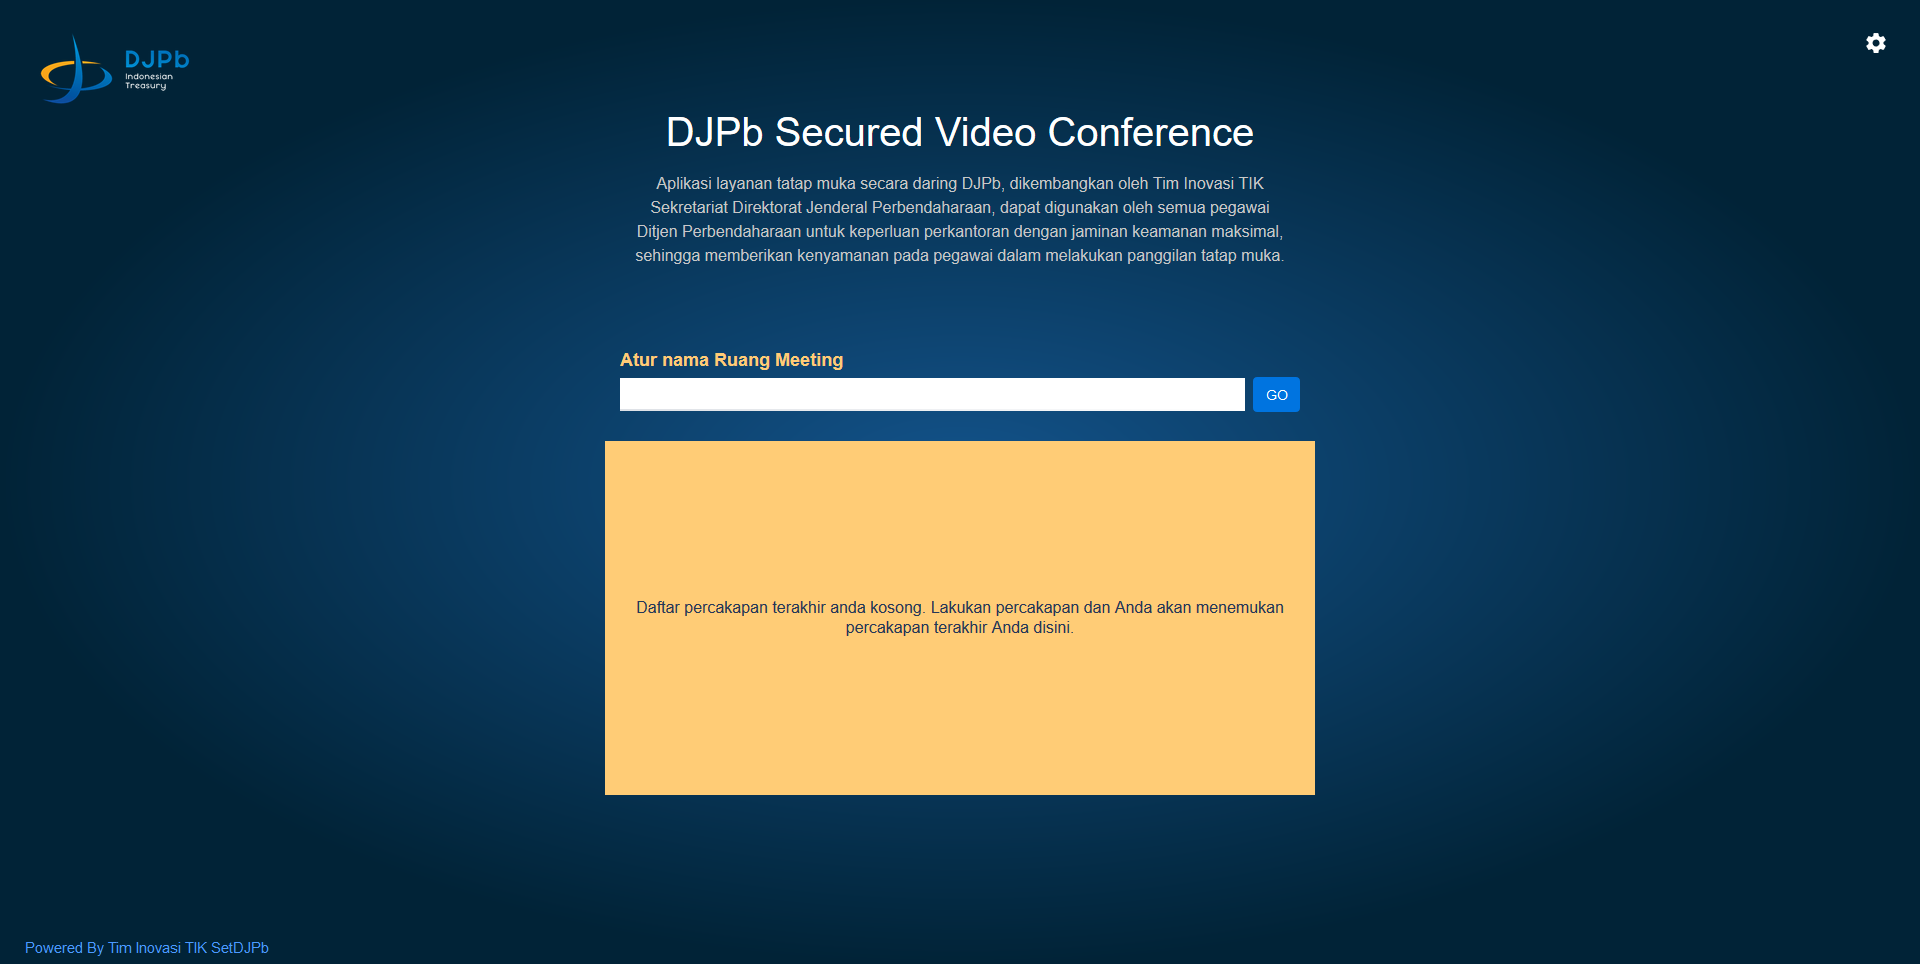 DJPb
Indonesian
Treasury
DJPb Secured Video Conference
Aplikasi layanan tatap muka secara daring DJPb, dikembangkan oleh Tim Inovasi TIK
Sekretariat Direktorat Jenderal Perbendaharaan, dapat digunakan oleh semua pegawai
Ditjen Perbendaharaan untuk keperluan perkantoran dengan jaminan keamanan maksimal,
sehingga memberikan kenyamanan pada pegawai dalam melakukan panggilan tatap muka.
Atur nama Ruang Meeting
GO
Daftar percakapan terakhir anda kosong. Lakukan percakapan dan Anda akan menemukan
percakapan terakhir Anda disini.
Powered By Tim Inovasi TIK SetDJPb